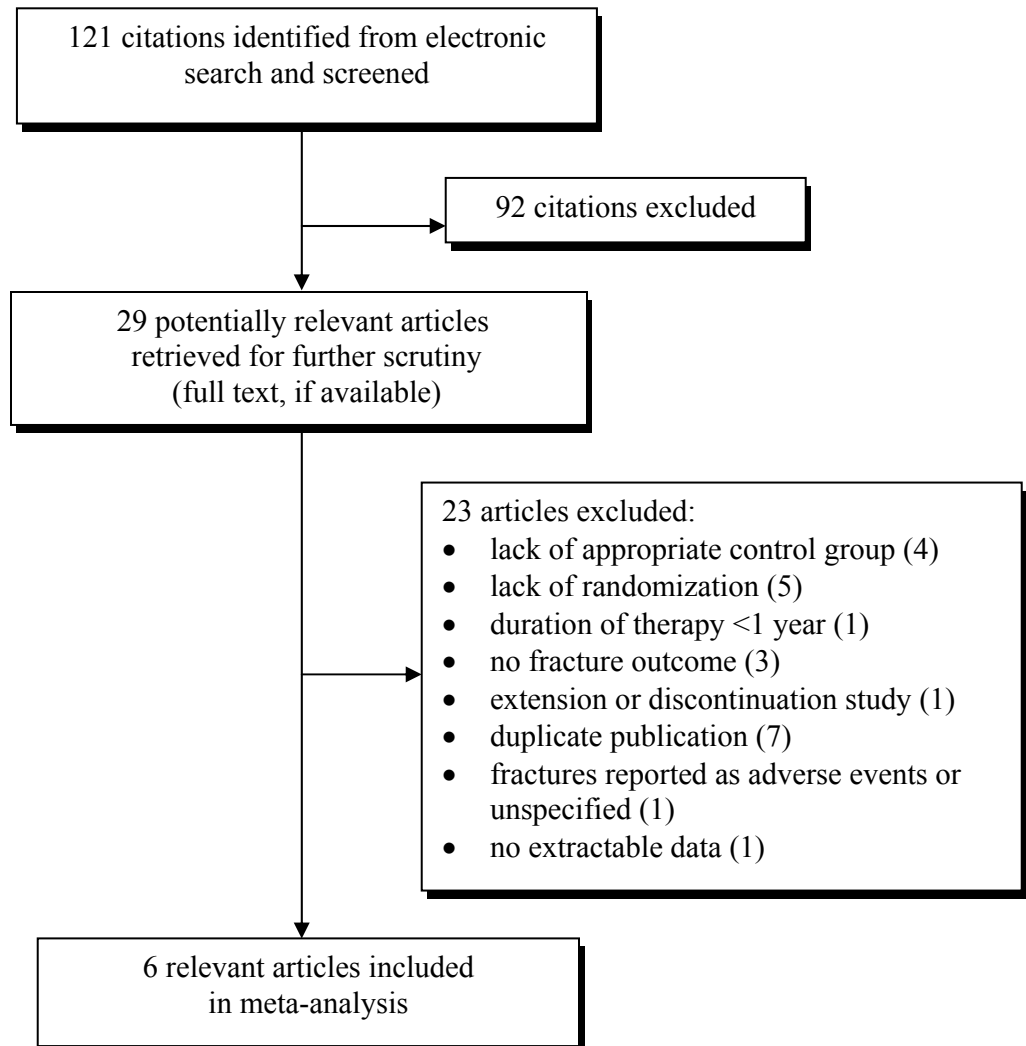 121 citations identified from electronic
search and screened
92 citations excluded
29 potentially relevant articles
retrieved for further scrutiny
(full text, if available)
23 articles excluded:
• lack of appropriate control group (4)
• lack of randomization (5)
• duration of therapy <1 year (1)
• no fracture outcome (3)
• extension or discontinuation study (1)
• duplicate publication (7)
• fractures reported as adverse events or
unspecified (1)
• no extractable data (1)
6 relevant articles included
in meta-analysis